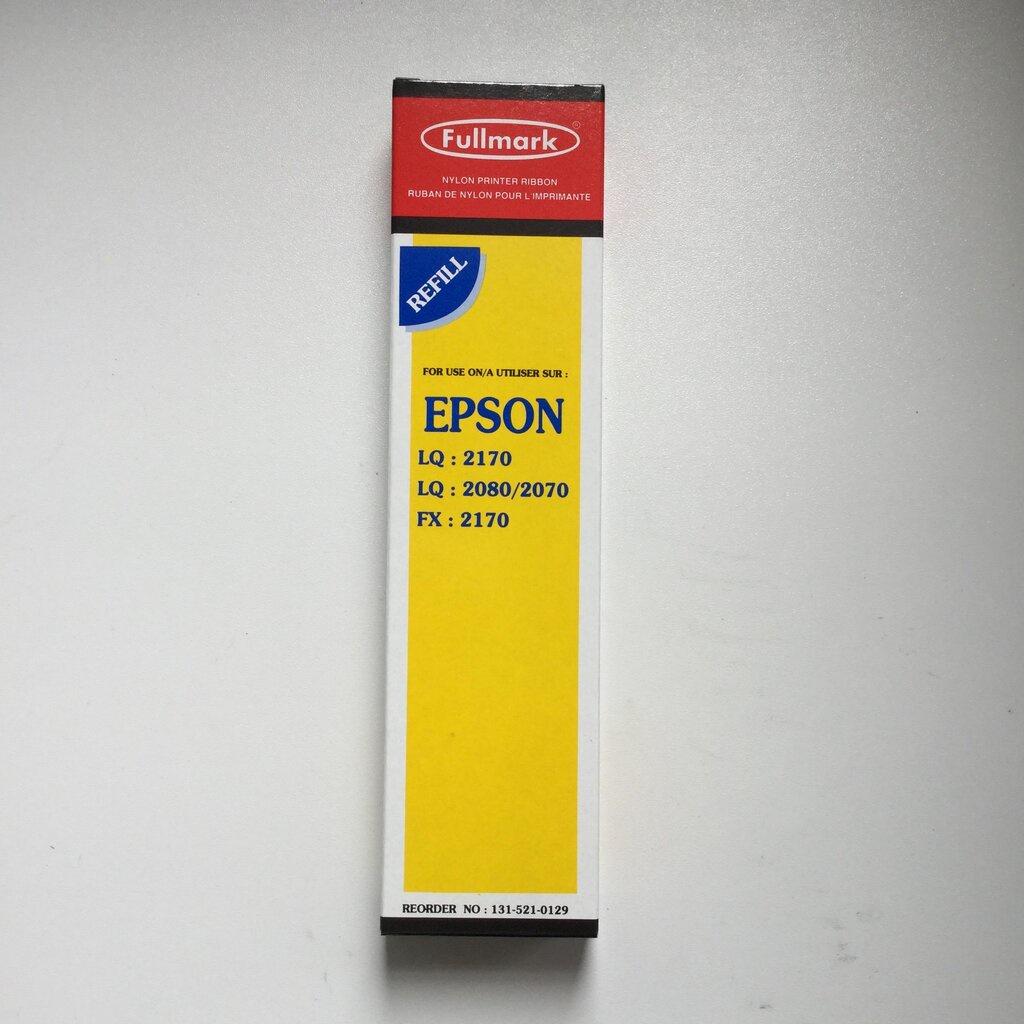 Fullmark®
NYLON PRINTER RIBBON
RUBAN DE NYLON POUR L'IMPRIMANTE
REFILL
FOR USE ON/A UTILISER SUR :
EPSON
LQ : 2170
LQ : 2080/2070
FX : 2170
REORDER NO : 131-521-0129